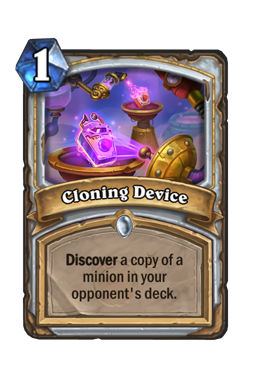 1
Cloning Device
Discover a copy of a
minion in your
opponent's deck.